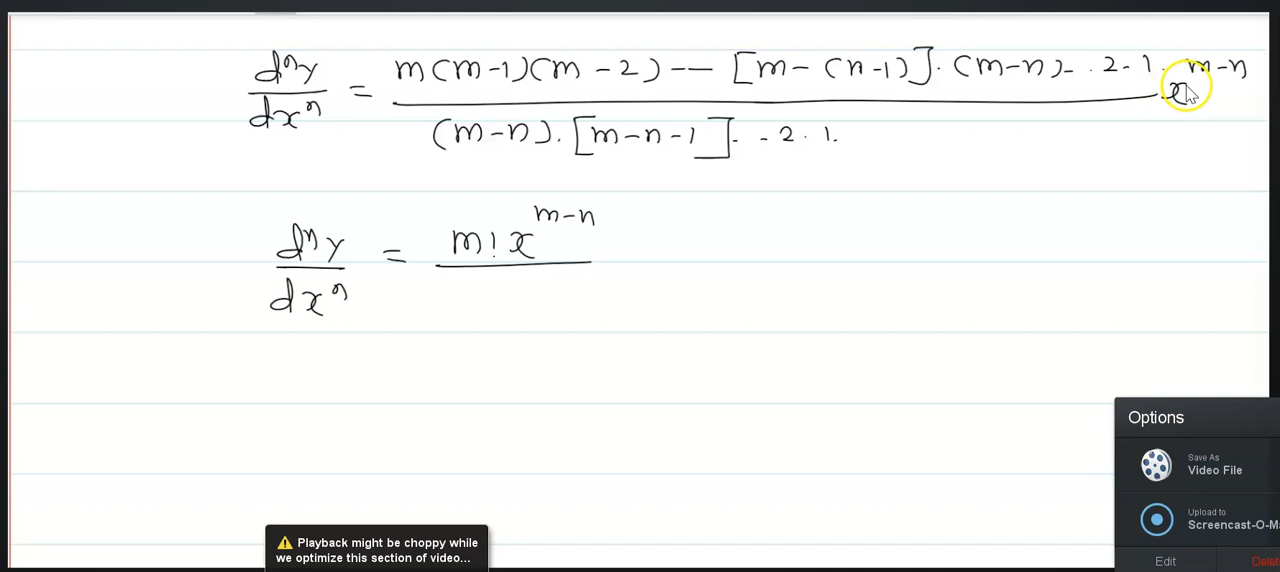 dⁿy/dxⁿ = m(m-1)(m-2)---[m-(n-1)]·(m-n)-..2-1. x^(m-n)
(m-n).[m-n-1]. - 2 · 1.
dⁿy/dxⁿ = m! x^(m-n)
Options
Save As
Video File
Upload to
Screencast-O-M
Edit
Delet
Playback might be choppy while
we optimize this section of video...